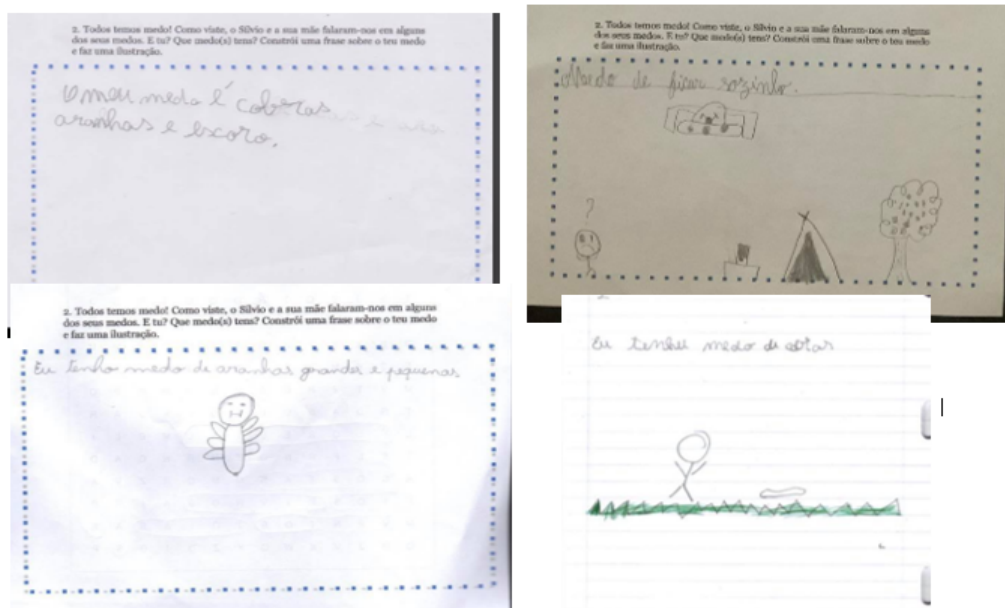 2. Todos temos medo! Como viste, o Sílvio e a sua mãe falaram-nos em alguns
dos seus medos. E tu? Que medo(s) tens? Constrói uma frase sobre o teu medo
e faz uma ilustração.
O meu medo é coberas
aranhas e escoro.
2. Todos temos medo! Como viste, o Sílvio e a sua mãe falaram-nos em alguns
dos seus medos. E tu? Que medo(s) tens? Constrói uma frase sobre o teu medo
e faz uma ilustração.
Medo de ficar sozinho.
?
2. Todos temos medo! Como viste, o Sílvio e a sua mãe falaram-nos em alguns
dos seus medos. E tu? Que medo(s) tens? Constrói uma frase sobre o teu medo
e faz uma ilustração.
Eu tenho medo de aranhas grandes e pequenas
Eu tenhu medo de